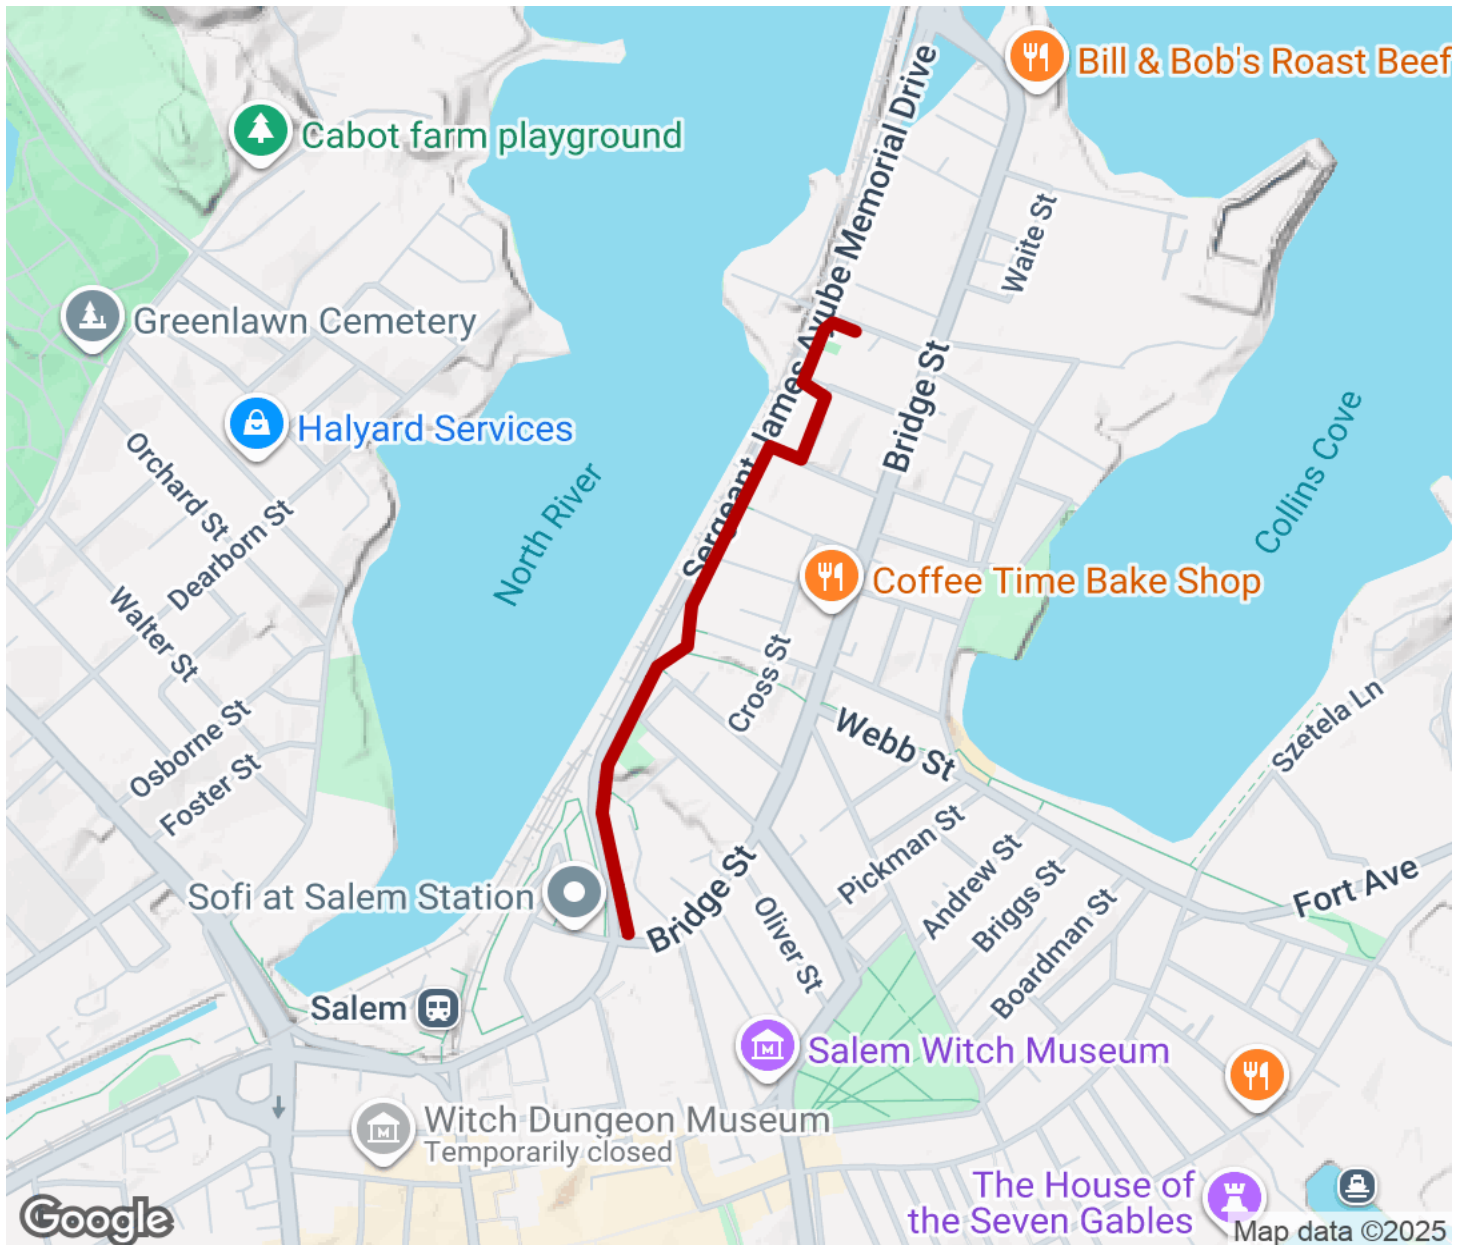 Bill & Bob's Roast Beef
Cabot farm playground
Sergeant James Ayube Memorial Drive
Waite St
Greenlawn Cemetery
Bridge St
Halyard Services
Orchard St
Dearborn St
North River
Collins Cove
Coffee Time Bake Shop
Walter St
Cross St
Webb St
Szetela Ln
Osborne St
Foster St
Pickman St
Andrew St
Briggs St
Boardman St
Fort Ave
Sofi at Salem Station
Bridge St
Oliver St
Salem
Salem Witch Museum
Witch Dungeon Museum
Temporarily closed
The House of
the Seven Gables
Google
Map data ©2025